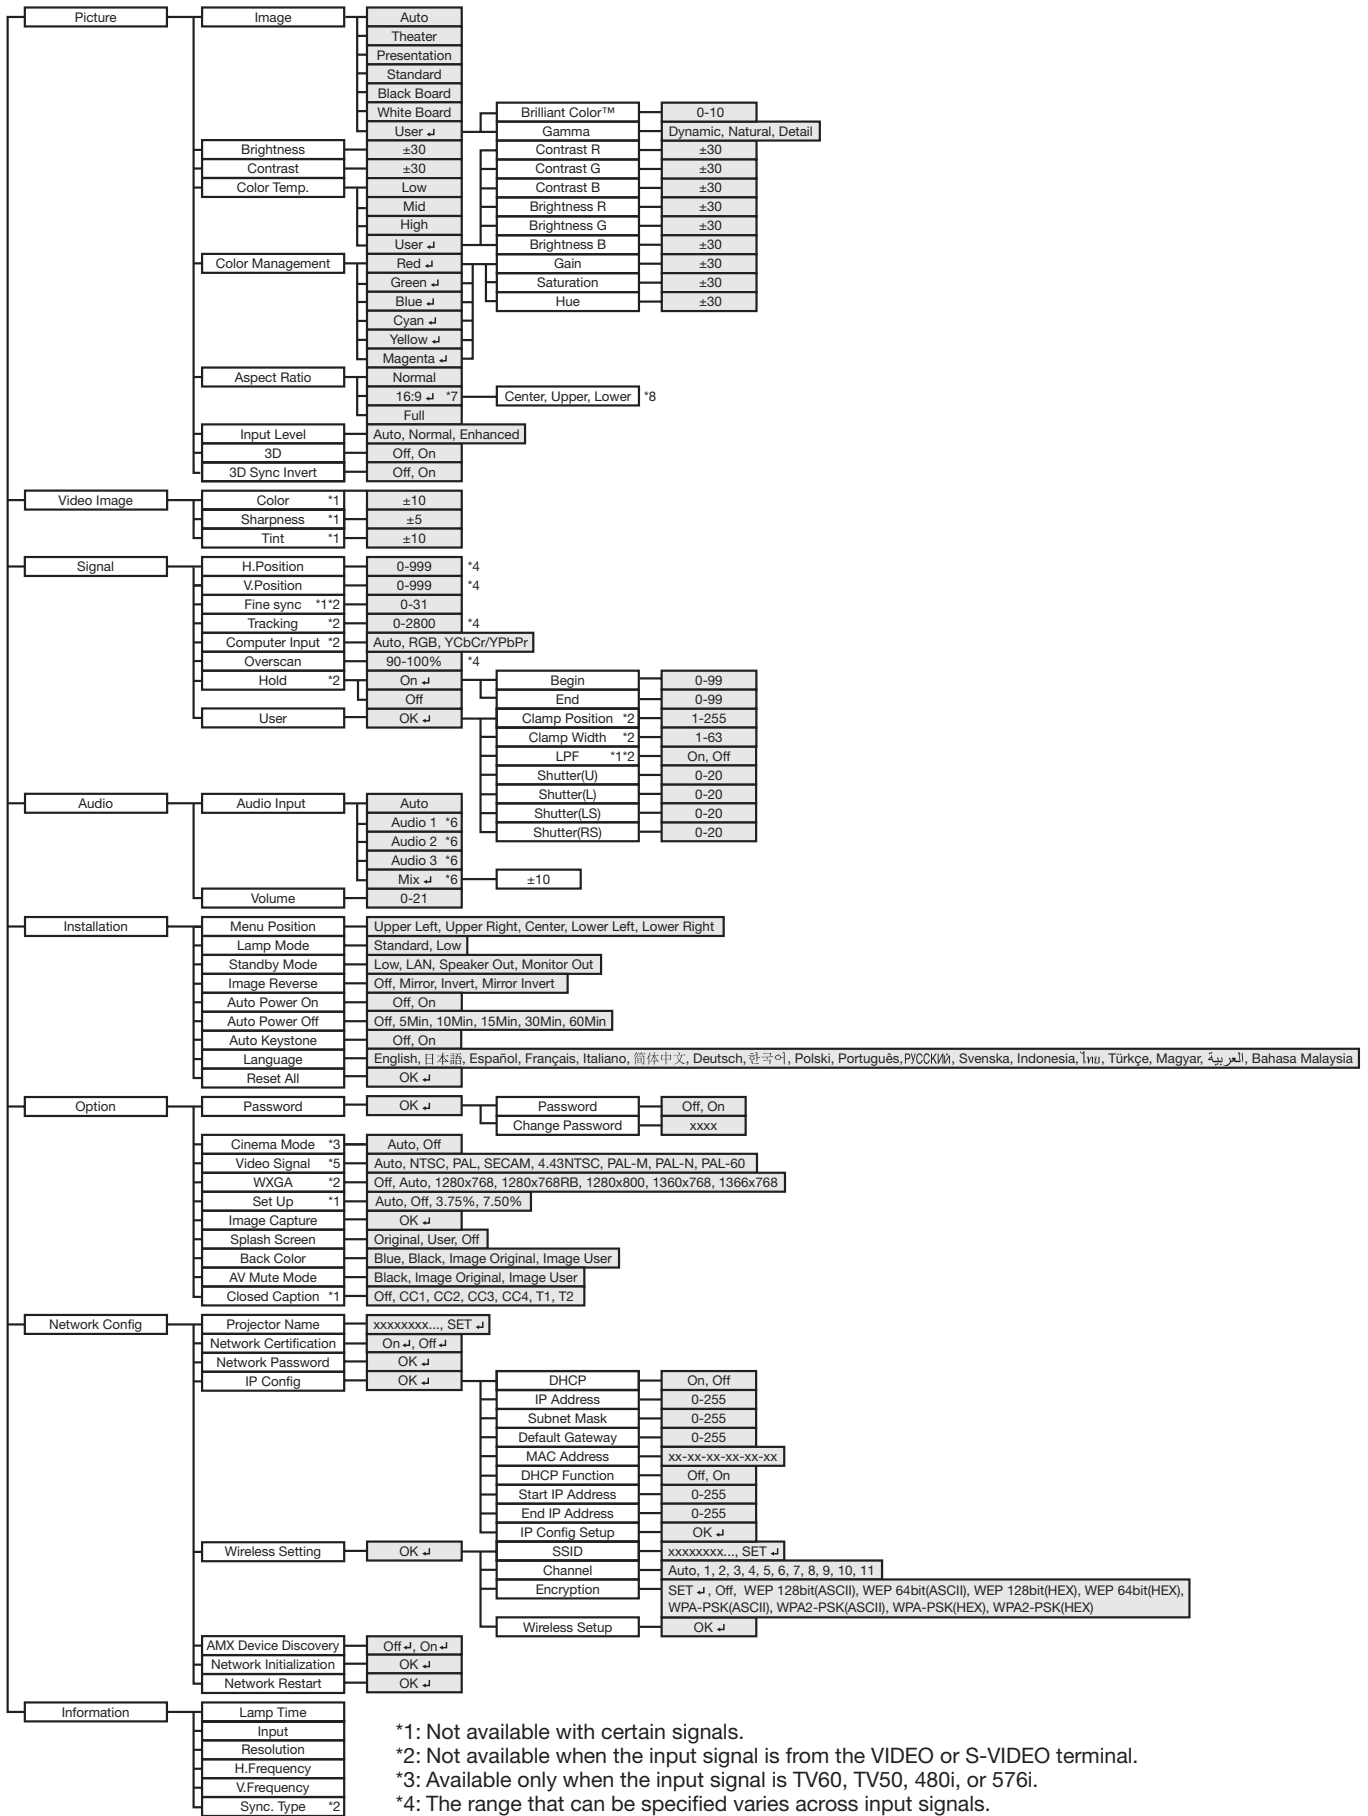 Picture
Image
Auto
Theater
Presentation
Standard
Black Board
White Board
User ↲
Brilliant Color™ 0-10
Gamma Dynamic, Natural, Detail
Brightness ±30
Contrast ±30
Color Temp.
Low
Mid
High
User ↲
Contrast R ±30
Contrast G ±30
Contrast B ±30
Brightness R ±30
Brightness G ±30
Brightness B ±30
Color Management
Red ↲
Green ↲
Blue ↲
Cyan ↲
Yellow ↲
Magenta ↲
Gain ±30
Saturation ±30
Hue ±30
Aspect Ratio
Normal
16:9 ↲ *7 Center, Upper, Lower *8
Full
Input Level Auto, Normal, Enhanced
3D Off, On
3D Sync Invert Off, On
Video Image
Color *1 ±10
Sharpness *1 ±5
Tint *1 ±10
Signal
H.Position 0-999 *4
V.Position 0-999 *4
Fine sync *1*2 0-31
Tracking *2 0-2800 *4
Computer Input *2 Auto, RGB, YCbCr/YPbPr
Overscan 90-100% *4
Hold *2
On ↲
Off
Begin 0-99
End 0-99
User OK ↲
Clamp Position *2 1-255
Clamp Width *2 1-63
LPF *1*2 On, Off
Shutter(U) 0-20
Shutter(L) 0-20
Shutter(LS) 0-20
Shutter(RS) 0-20
Audio
Audio Input
Auto
Audio 1 *6
Audio 2 *6
Audio 3 *6
Mix ↲ *6 ±10
Volume 0-21
Installation
Menu Position Upper Left, Upper Right, Center, Lower Left, Lower Right
Lamp Mode Standard, Low
Standby Mode Low, LAN, Speaker Out, Monitor Out
Image Reverse Off, Mirror, Invert, Mirror Invert
Auto Power On Off, On
Auto Power Off Off, 5Min, 10Min, 15Min, 30Min, 60Min
Auto Keystone Off, On
Language English, 日本語, Español, Français, Italiano, 简体中文, Deutsch, 한국어, Polski, Português, РУССКИЙ, Svenska, Indonesia, ไทย, Türkçe, Magyar, العربية, Bahasa Malaysia
Reset All OK ↲
Option
Password OK ↲
Password Off, On
Change Password xxxx
Cinema Mode *3 Auto, Off
Video Signal *5 Auto, NTSC, PAL, SECAM, 4.43NTSC, PAL-M, PAL-N, PAL-60
WXGA *2 Off, Auto, 1280x768, 1280x768RB, 1280x800, 1360x768, 1366x768
Set Up *1 Auto, Off, 3.75%, 7.50%
Image Capture OK ↲
Splash Screen Original, User, Off
Back Color Blue, Black, Image Original, Image User
AV Mute Mode Black, Image Original, Image User
Closed Caption *1 Off, CC1, CC2, CC3, CC4, T1, T2
Network Config
Projector Name xxxxxxxx..., SET ↲
Network Certification On↲, Off↲
Network Password OK ↲
IP Config OK ↲
DHCP On, Off
IP Address 0-255
Subnet Mask 0-255
Default Gateway 0-255
MAC Address xx-xx-xx-xx-xx-xx
DHCP Function Off, On
Start IP Address 0-255
End IP Address 0-255
IP Config Setup OK ↲
Wireless Setting OK ↲
SSID xxxxxxxx..., SET ↲
Channel Auto, 1, 2, 3, 4, 5, 6, 7, 8, 9, 10, 11
Encryption SET ↲, Off, WEP 128bit(ASCII), WEP 64bit(ASCII), WEP 128bit(HEX), WEP 64bit(HEX),
WPA-PSK(ASCII), WPA2-PSK(ASCII), WPA-PSK(HEX), WPA2-PSK(HEX)
Wireless Setup OK ↲
AMX Device Discovery Off↲, On↲
Network Initialization OK ↲
Network Restart OK ↲
Information
Lamp Time
Input
Resolution
H.Frequency
V.Frequency
Sync. Type *2
*1: Not available with certain signals.
*2: Not available when the input signal is from the VIDEO or S-VIDEO terminal.
*3: Available only when the input signal is TV60, TV50, 480i, or 576i.
*4: The range that can be specified varies across input signals.